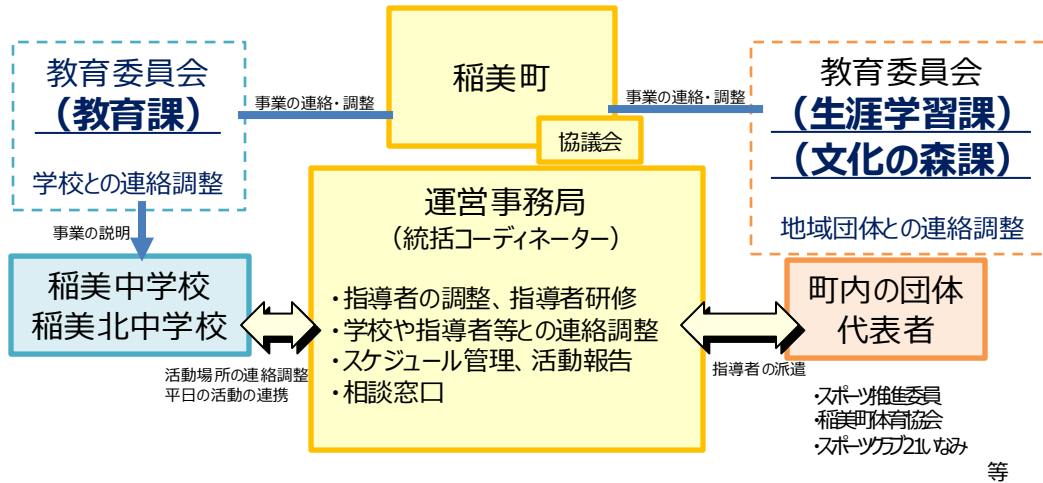 教育委員会
（教育課）
学校との連絡調整
事業の連絡・調整
稲美町
協議会
事業の連絡・調整
教育委員会
（生涯学習課）
（文化の森課）
地域団体との連絡調整
事業の説明
稲美中学校
稲美北中学校
運営事務局
（統括コーディネーター）
・指導者の調整、指導者研修
・学校や指導者等との連絡調整
・スケジュール管理、活動報告
・相談窓口
町内の団体
代表者
活動場所の連絡調整
平日の活動の連携
指導者の派遣
・スポーツ推進委員
・稲美町体育協会
・スポーツクラブ21いなみ
等